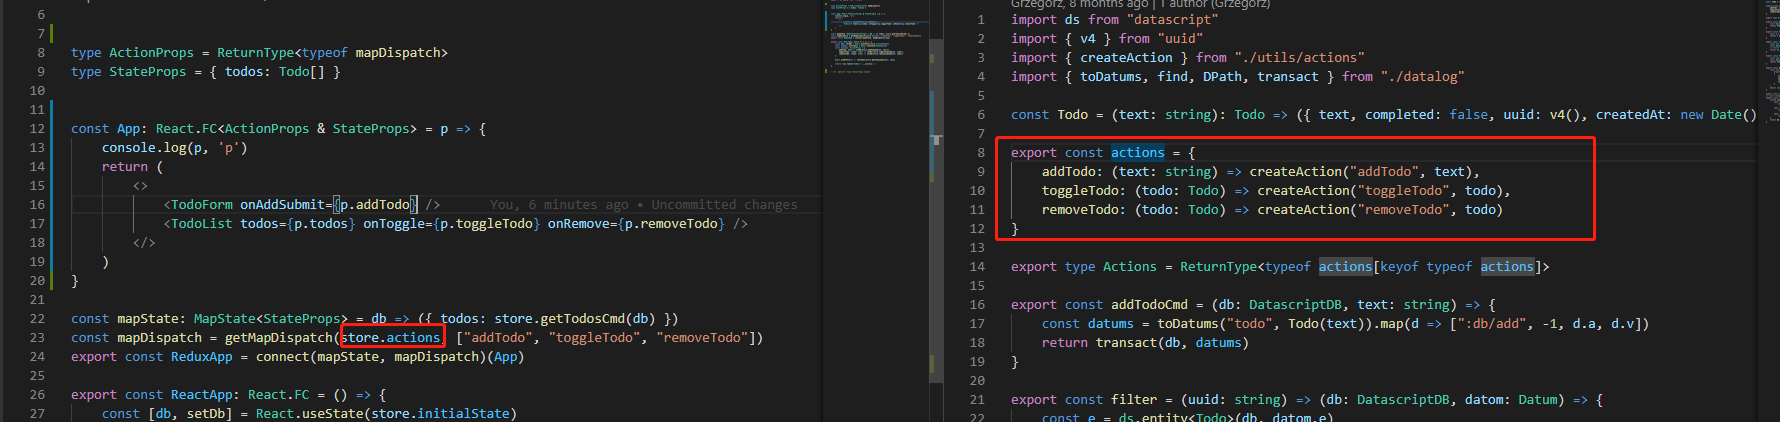 6
7
8 type ActionProps = ReturnType<typeof mapDispatch>
9 type StateProps = { todos: Todo[] }
10
11
12 const App: React.FC<ActionProps & StateProps> = p => {
13 console.log(p, 'p')
14 return (
15 <>
16 <TodoForm onAddSubmit={p.addTodo} /> You, 6 minutes ago • Uncommitted changes
17 <TodoList todos={p.todos} onToggle={p.toggleTodo} onRemove={p.removeTodo} />
18 </>
19 )
20 }
21
22 const mapState: MapState<StateProps> = db => ({ todos: store.getTodosCmd(db) })
23 const mapDispatch = getMapDispatch(store.actions, ["addTodo", "toggleTodo", "removeTodo"])
24 export const ReduxApp = connect(mapState, mapDispatch)(App)
25
26 export const ReactApp: React.FC = () => {
27 const [db, setDb] = React.useState(store.initialState)
Grzegorz, 8 months ago | 1 author (Grzegorz)
1 import ds from "datascript"
2 import { v4 } from "uuid"
3 import { createAction } from "./utils/actions"
4 import { toDatums, find, DPath, transact } from "./datalog"
5
6 const Todo = (text: string): Todo => ({ text, completed: false, uuid: v4(), createdAt: new Date()
7
8 export const actions = {
9 addTodo: (text: string) => createAction("addTodo", text),
10 toggleTodo: (todo: Todo) => createAction("toggleTodo", todo),
11 removeTodo: (todo: Todo) => createAction("removeTodo", todo)
12 }
13
14 export type Actions = ReturnType<typeof actions[keyof typeof actions]>
15
16 export const addTodoCmd = (db: DatascriptDB, text: string) => {
17 const datums = toDatums("todo", Todo(text)).map(d => [":db/add", -1, d.a, d.v])
18 return transact(db, datums)
19 }
20
21 export const filter = (uuid: string) => (db: DatascriptDB, datom: Datum) => {
22 const e = ds.entity<Todo>(db, datom.e)